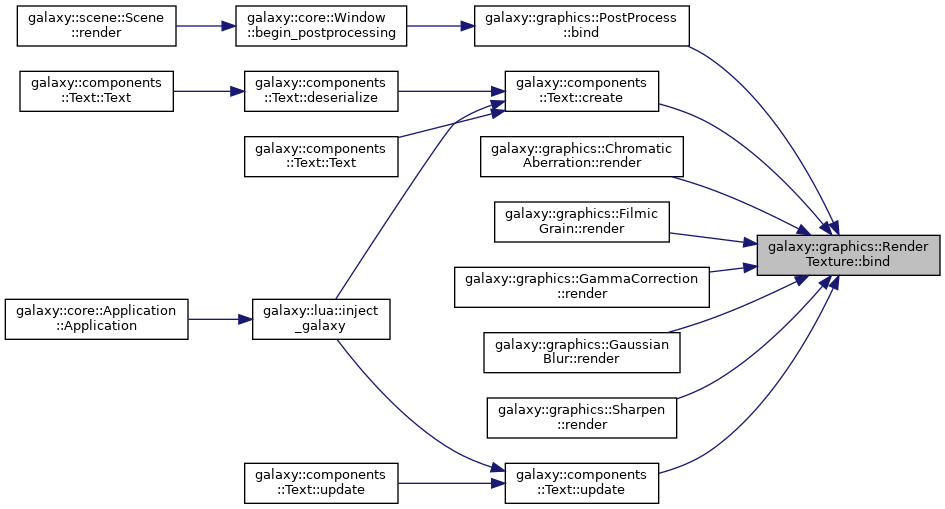 galaxy::scene::Scene
::render
galaxy::core::Window
::begin_postprocessing
galaxy::graphics::PostProcess
::bind
galaxy::components
::Text::Text
galaxy::components
::Text::deserialize
galaxy::components
::Text::create
galaxy::components
::Text::Text
galaxy::graphics::Chromatic
Aberration::render
galaxy::graphics::Filmic
Grain::render
galaxy::graphics::Render
Texture::bind
galaxy::graphics::GammaCorrection
::render
galaxy::core::Application
::Application
galaxy::lua::inject
_galaxy
galaxy::graphics::Gaussian
Blur::render
galaxy::graphics::Sharpen
::render
galaxy::components
::Text::update
galaxy::components
::Text::update